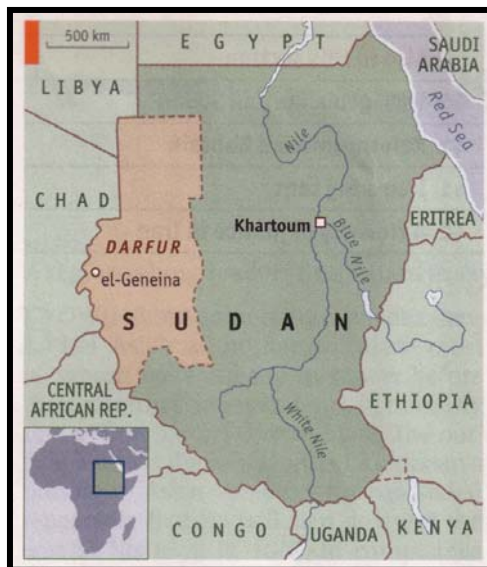 500 km
EGYPT
SAUDI
ARABIA
LIBYA
Red Sea
Nile
CHAD
Khartoum
Blue Nile
ERITREA
DARFUR
el-Geneina
SUDAN
CENTRAL
AFRICAN REP.
ETHIOPIA
White Nile
CONGO
UGANDA
KENYA